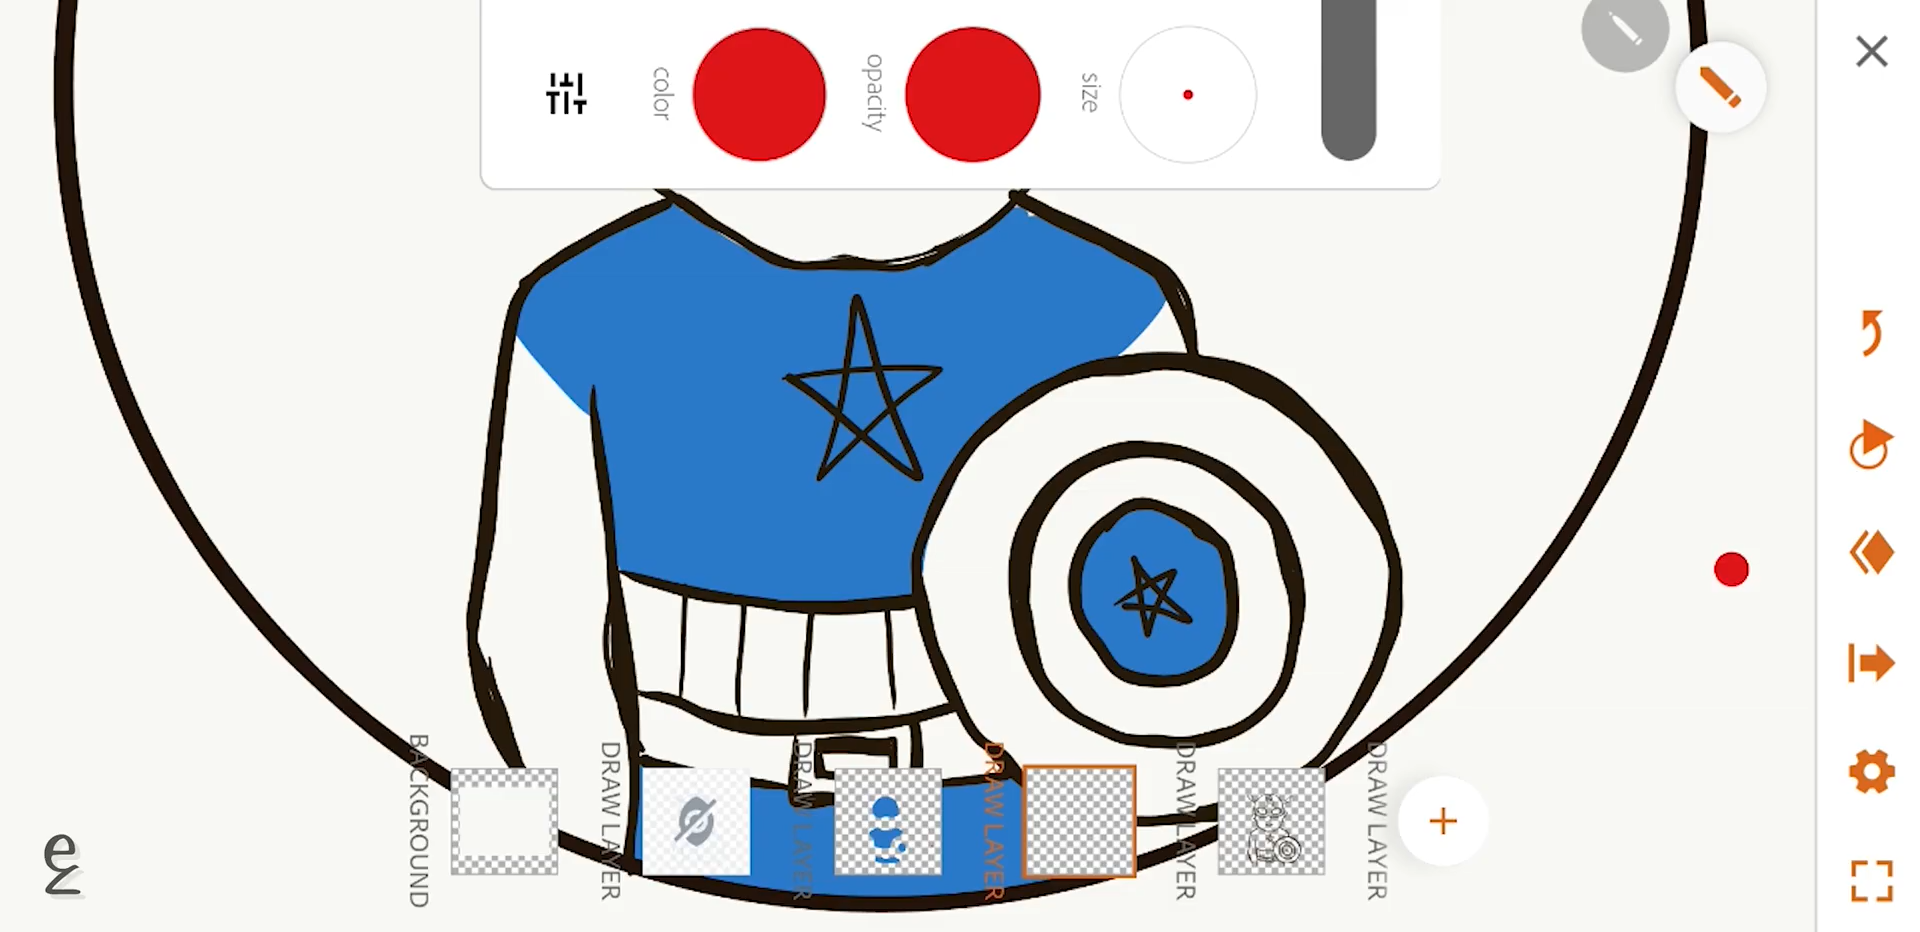 color
opacity
size
BACKGROUND
DRAW LAYER
DRAW LAYER
DRAW LAYER
DRAW LAYER
DRAW LAYER
+